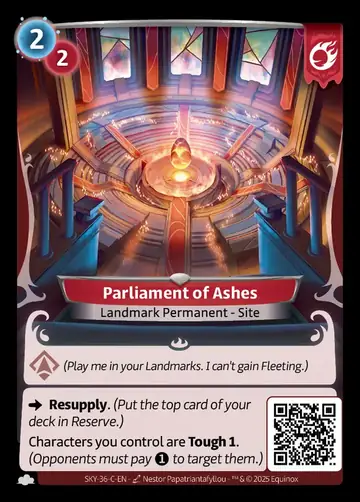 2
2
Parliament of Ashes
Landmark Permanent - Site
(Play me in your Landmarks. I can't gain Fleeting.)
➔ Resupply. (Put the top card of your
deck in Reserve.)
Characters you control are Tough 1.
(Opponents must pay ❶ to target them.)
SKY-36-C-EN - Nestor Papatriantafyllou - ™ & © 2025 Equinox